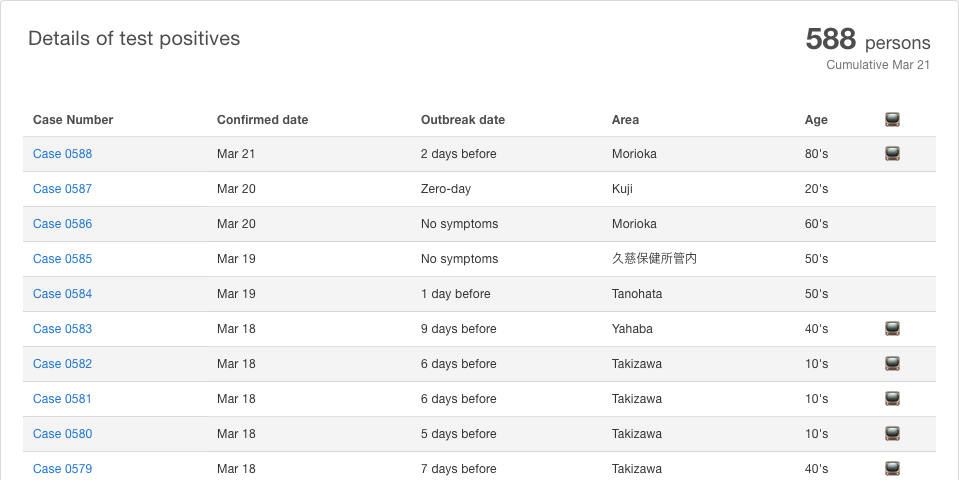 Details of test positives
588 persons
Cumulative Mar 21
Case Number Confirmed date Outbreak date Area Age
Case 0588 Mar 21 2 days before Morioka 80's
Case 0587 Mar 20 Zero-day Kuji 20's
Case 0586 Mar 20 No symptoms Morioka 60's
Case 0585 Mar 19 No symptoms 久慈保健所管内 50's
Case 0584 Mar 19 1 day before Tanohata 50's
Case 0583 Mar 18 9 days before Yahaba 40's
Case 0582 Mar 18 6 days before Takizawa 10's
Case 0581 Mar 18 6 days before Takizawa 10's
Case 0580 Mar 18 5 days before Takizawa 10's
Case 0579 Mar 18 7 days before Takizawa 40's